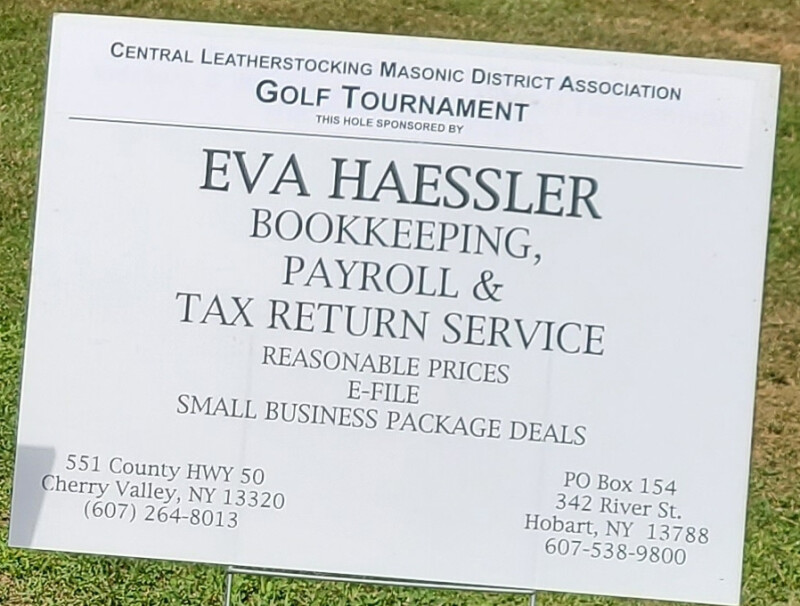 CENTRAL LEATHERSTOCKING MASONIC DISTRICT ASSOCIATION
GOLF TOURNAMENT
THIS HOLE SPONSORED BY
EVA HAESSLER
BOOKKEEPING,
PAYROLL &
TAX RETURN SERVICE
REASONABLE PRICES
E-FILE
SMALL BUSINESS PACKAGE DEALS
551 County HWY 50
Cherry Valley, NY 13320
(607) 264-8013
PO Box 154
342 River St.
Hobart, NY 13788
607-538-9800